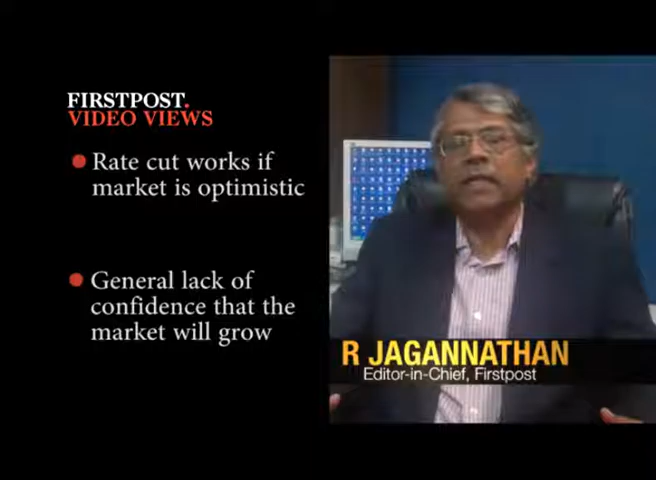 FIRSTPOST.
VIDEO VIEWS
Rate cut works if
market is optimistic
General lack of
confidence that the
market will grow
R JAGANNATHAN
Editor-in-Chief, Firstpost